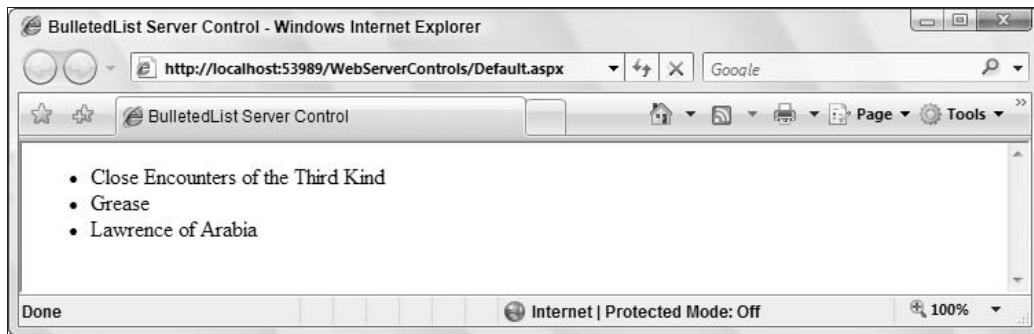 BulletedList Server Control - Windows Internet Explorer
http://localhost:53989/WebServerControls/Default.aspx
Google
BulletedList Server Control
Page
Tools
»
• Close Encounters of the Third Kind
• Grease
• Lawrence of Arabia
Done
Internet | Protected Mode: Off
100%